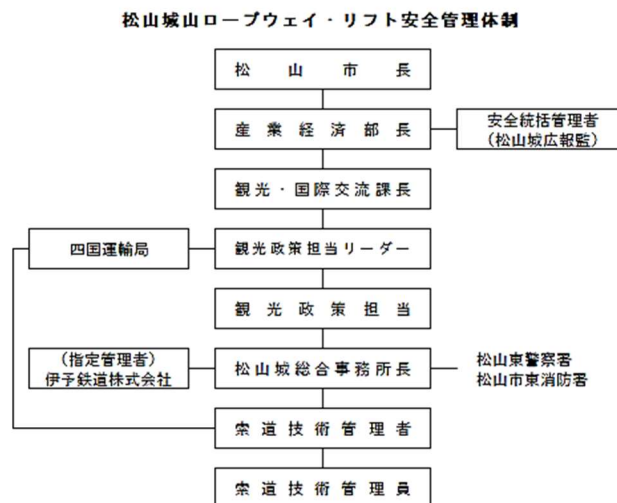 松山城山ロープウェイ・リフト安全管理体制
松山市長
産業経済部長
安全統括管理者
(松山城広報監)
観光・国際交流課長
四国運輸局
観光政策担当リーダー
観光政策担当
(指定管理者)
伊予鉄道株式会社
松山城総合事務所長
松山東警察署
松山市東消防署
索道技術管理者
索道技術管理員